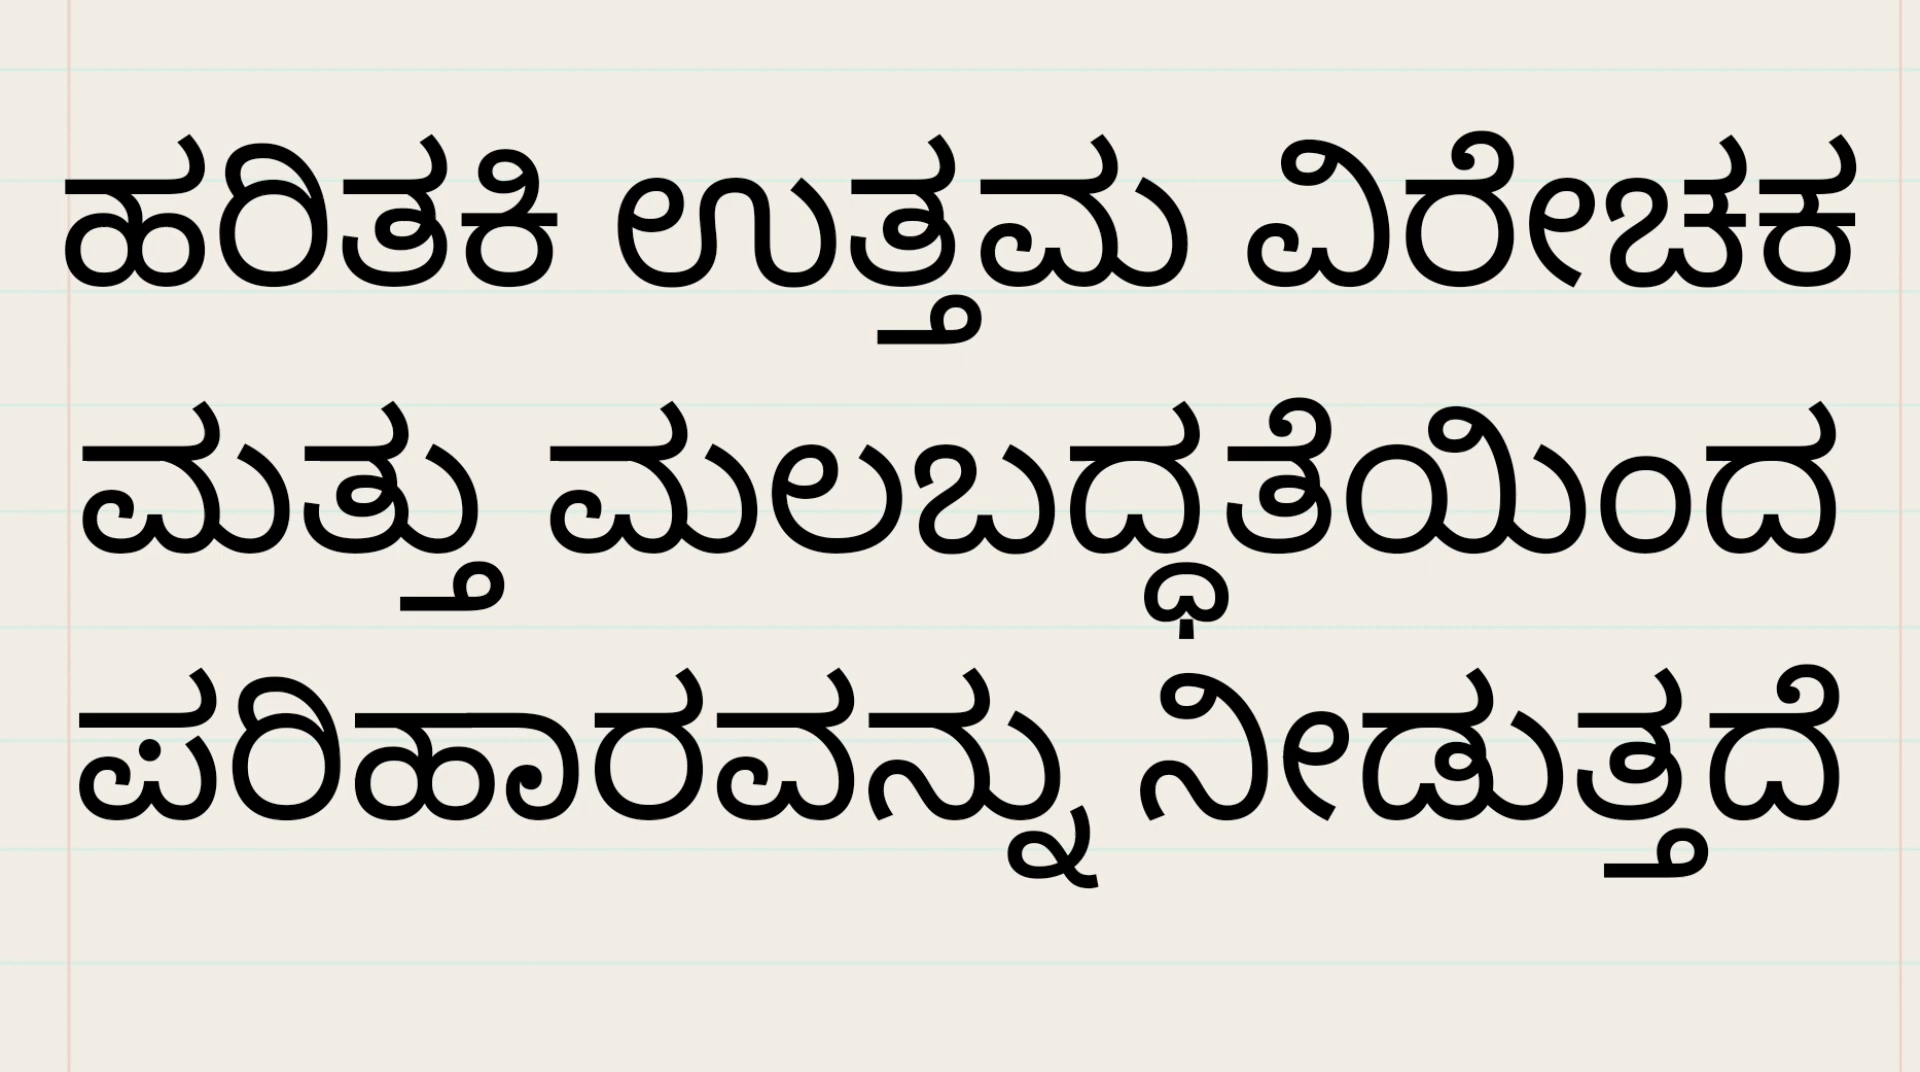 ಹರಿತಕಿ ಉತ್ತಮ ವಿರೇಚಕ
ಮತ್ತು ಮಲಬದ್ಧತೆಯಿಂದ
ಪರಿಹಾರವನ್ನು ನೀಡುತ್ತದೆ